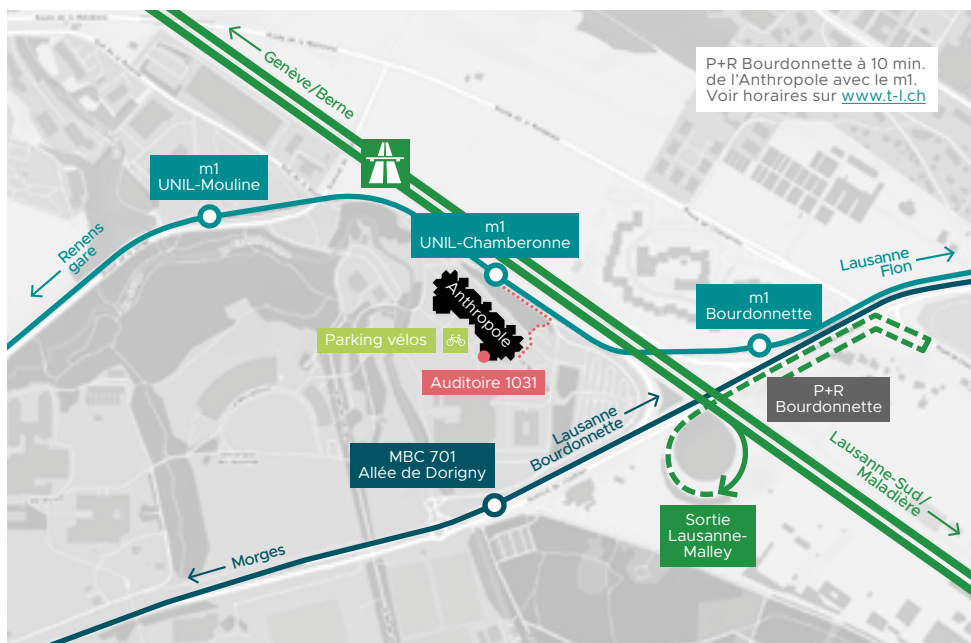 Genève/Berne
P+R Bourdonnette à 10 min.
de l'Anthropole avec le m1.
Voir horaires sur www.t-l.ch
m1
UNIL-Mouline
m1
UNIL-Chamberonne
Renens
gare
Lausanne
Flon
Anthropole
m1
Bourdonnette
Parking vélos
Auditoire 1031
P+R
Bourdonnette
Lausanne
Bourdonnette
MBC 701
Allée de Dorigny
Lausanne-Sud/
Maladière
Sortie
Lausanne-
Malley
Morges